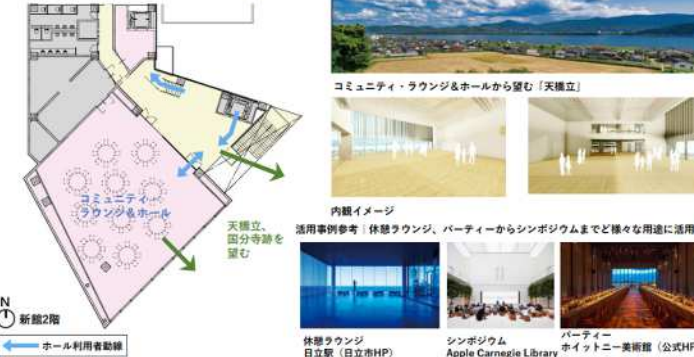 コミュニティ・
ラウンジ&ホール
天橋立、
国分寺跡を
望む
N
新館2階
ホール利用者動線
コミュニティ・ラウンジ&ホールから望む「天橋立」
内観イメージ
活用事例参考｜休憩ラウンジ、パーティーからシンポジウムまでど様々な用途に活用
休憩ラウンジ
日立駅（日立市HP）
シンポジウム
Apple Carnegie Library
パーティー
ホイットニー美術館（公式HP